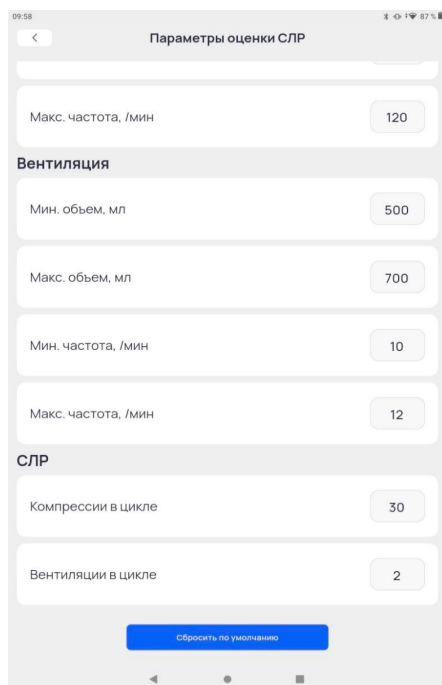 09:58
87 %
Параметры оценки СЛР
Макс. частота, /мин
120
Вентиляция
Мин. объем, мл
500
Макс. объем, мл
700
Мин. частота, /мин
10
Макс. частота, /мин
12
СЛР
Компрессии в цикле
30
Вентиляции в цикле
2
Сбросить по умолчанию